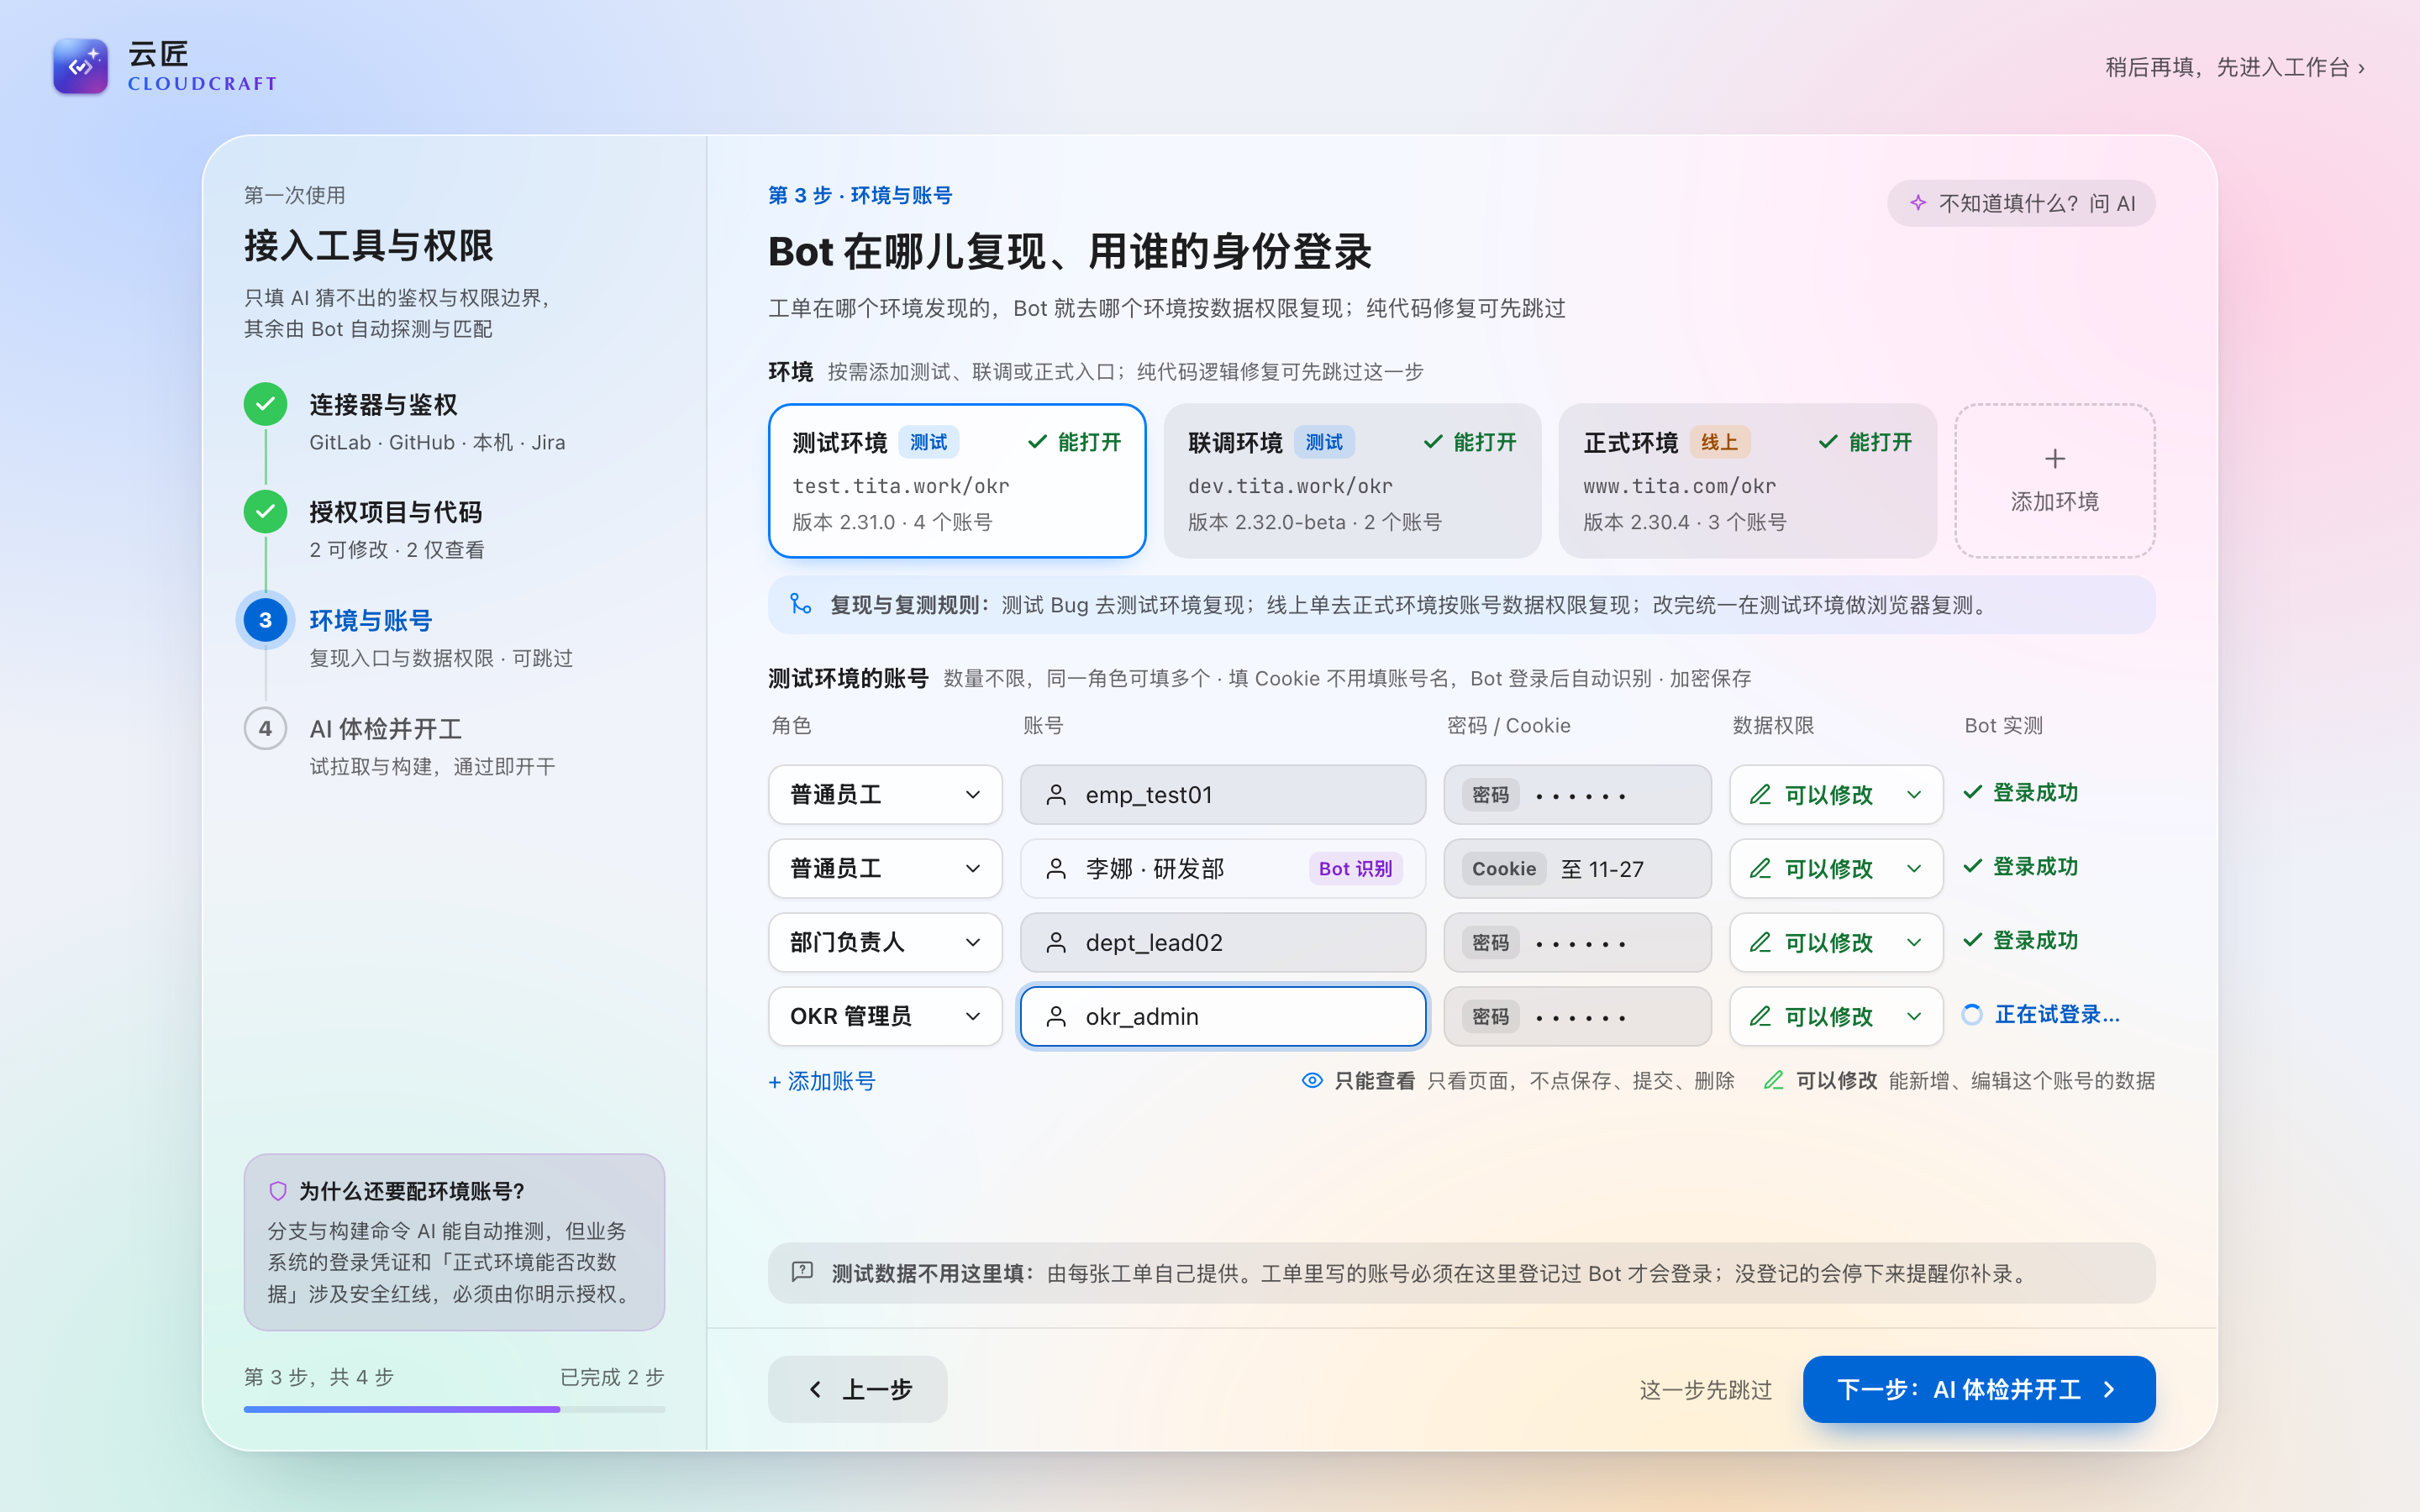 云匠
CLOUDCRAFT
稍后再填，先进入工作台 ›
第一次使用
接入工具与权限
只填 AI 猜不出的鉴权与权限边界，
其余由 Bot 自动探测与匹配
连接器与鉴权
GitLab · GitHub · 本机 · Jira
授权项目与代码
2 可修改 · 2 仅查看
3 环境与账号
复现入口与数据权限 · 可跳过
4 AI 体检并开工
试拉取与构建，通过即开干
为什么还要配环境账号?
分支与构建命令 AI 能自动推测，但业务
系统的登录凭证和「正式环境能否改数
据」涉及安全红线，必须由你明示授权。
第 3 步，共 4 步 已完成 2 步
第 3 步 · 环境与账号
不知道填什么？问 AI
Bot 在哪儿复现、用谁的身份登录
工单在哪个环境发现的，Bot 就去哪个环境按数据权限复现；纯代码修复可先跳过
环境 按需添加测试、联调或正式入口；纯代码逻辑修复可先跳过这一步
测试环境 测试 能打开
test.tita.work/okr
版本 2.31.0 · 4 个账号
联调环境 测试 能打开
dev.tita.work/okr
版本 2.32.0-beta · 2 个账号
正式环境 线上 能打开
www.tita.com/okr
版本 2.30.4 · 3 个账号
+
添加环境
复现与复测规则：测试 Bug 去测试环境复现；线上单去正式环境按账号数据权限复现；改完统一在测试环境做浏览器复测。
测试环境的账号 数量不限，同一角色可填多个 · 填 Cookie 不用填账号名，Bot 登录后自动识别 · 加密保存
角色 账号 密码 / Cookie 数据权限 Bot 实测
普通员工 emp_test01 密码 •••••• 可以修改 登录成功
普通员工 李娜 · 研发部 Bot 识别 Cookie 至 11-27 可以修改 登录成功
部门负责人 dept_lead02 密码 •••••• 可以修改 登录成功
OKR 管理员 okr_admin 密码 •••••• 可以修改 正在试登录...
+ 添加账号 只能查看 只看页面，不点保存、提交、删除 可以修改 能新增、编辑这个账号的数据
测试数据不用这里填：由每张工单自己提供。工单里写的账号必须在这里登记过 Bot 才会登录；没登记的会停下来提醒你补录。
上一步 这一步先跳过 下一步：AI 体检并开工